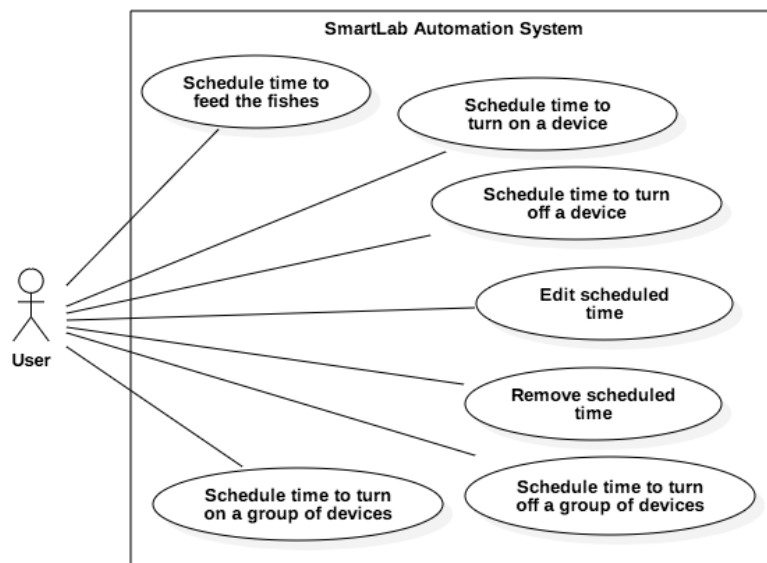 SmartLab Automation System
Schedule time to
feed the fishes
Schedule time to
turn on a device
Schedule time to turn
off a device
Edit scheduled
time
User
Remove scheduled
time
Schedule time to turn
on a group of devices
Schedule time to turn
off a group of devices